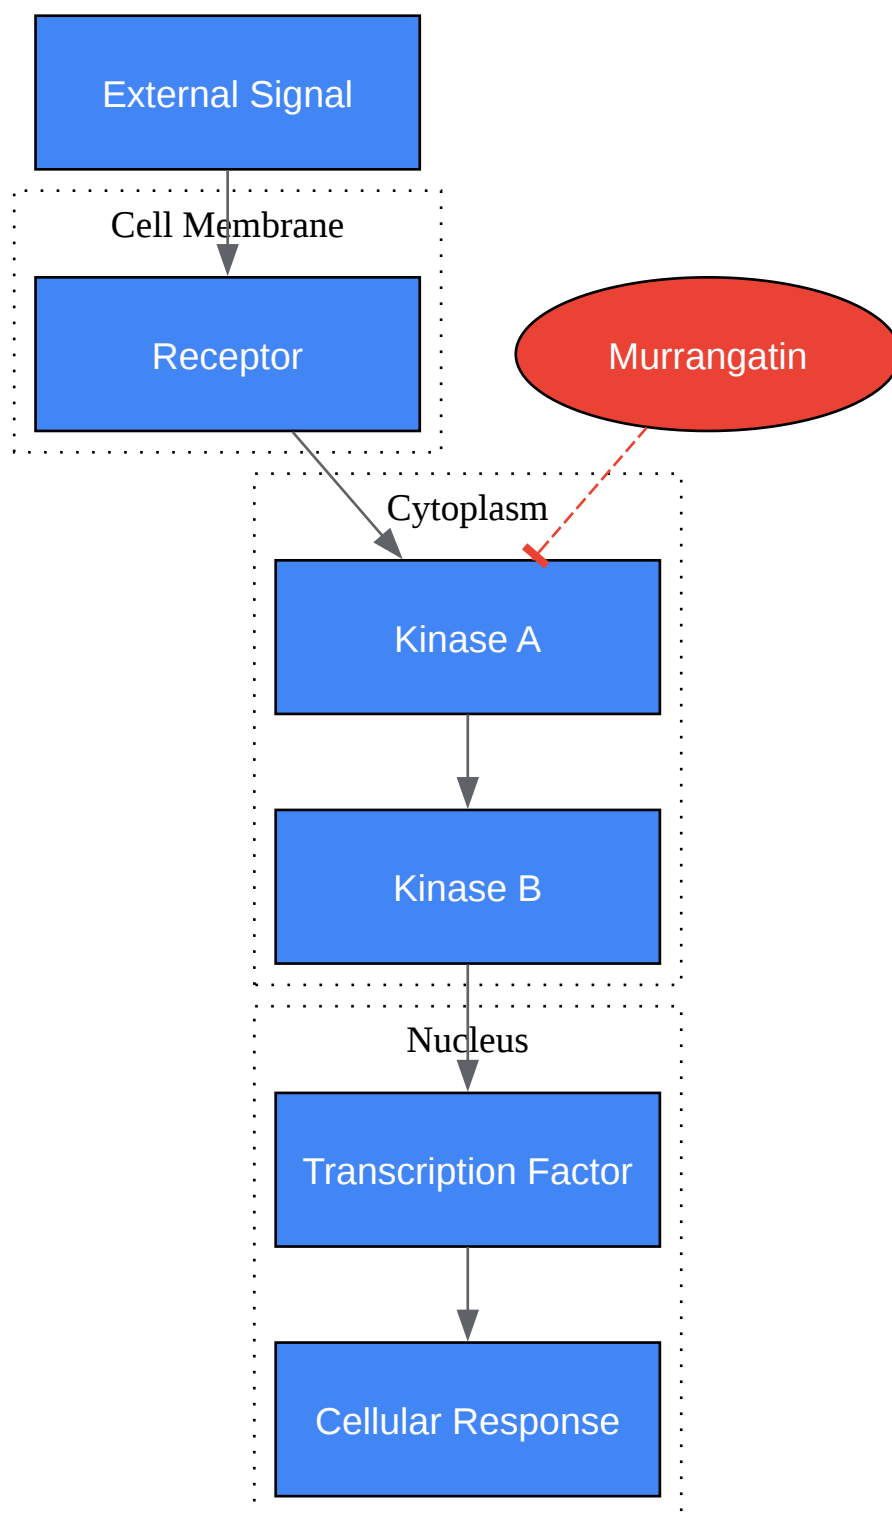 External Signal
Cell Membrane
Receptor
Murrangatin
Cytoplasm
Kinase A
Kinase B
Nucleus
Transcription Factor
Cellular Response